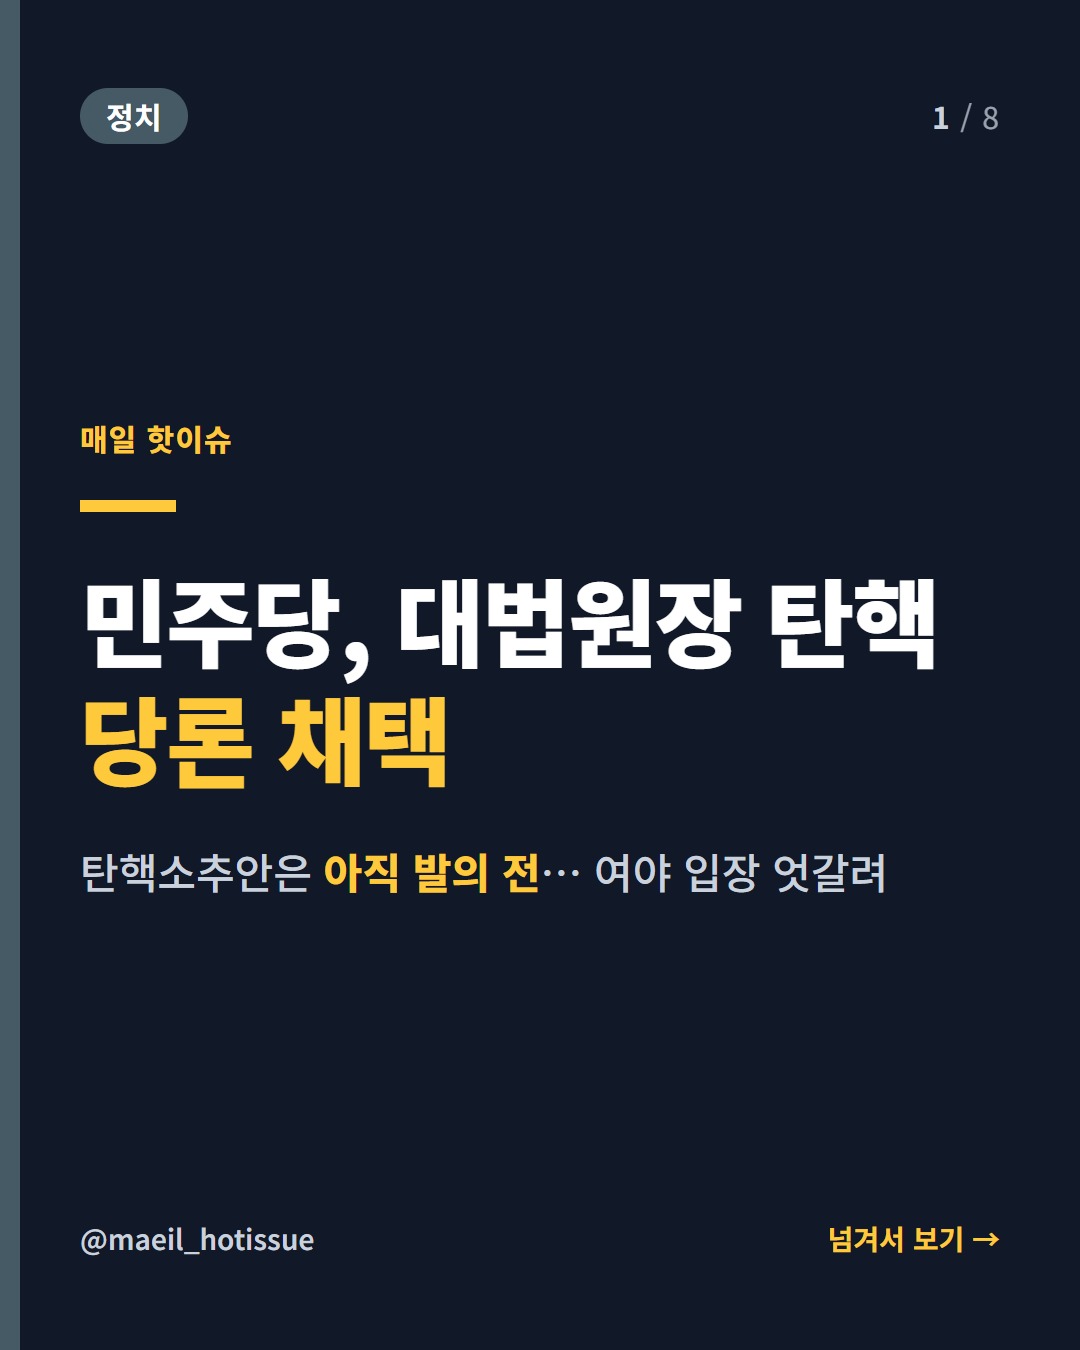 정치
1 / 8
매일 핫이슈
민주당, 대법원장 탄핵
당론 채택
탄핵소추안은 아직 발의 전… 여야 입장 엇갈려
@maeil_hotissue
넘겨서 보기 →